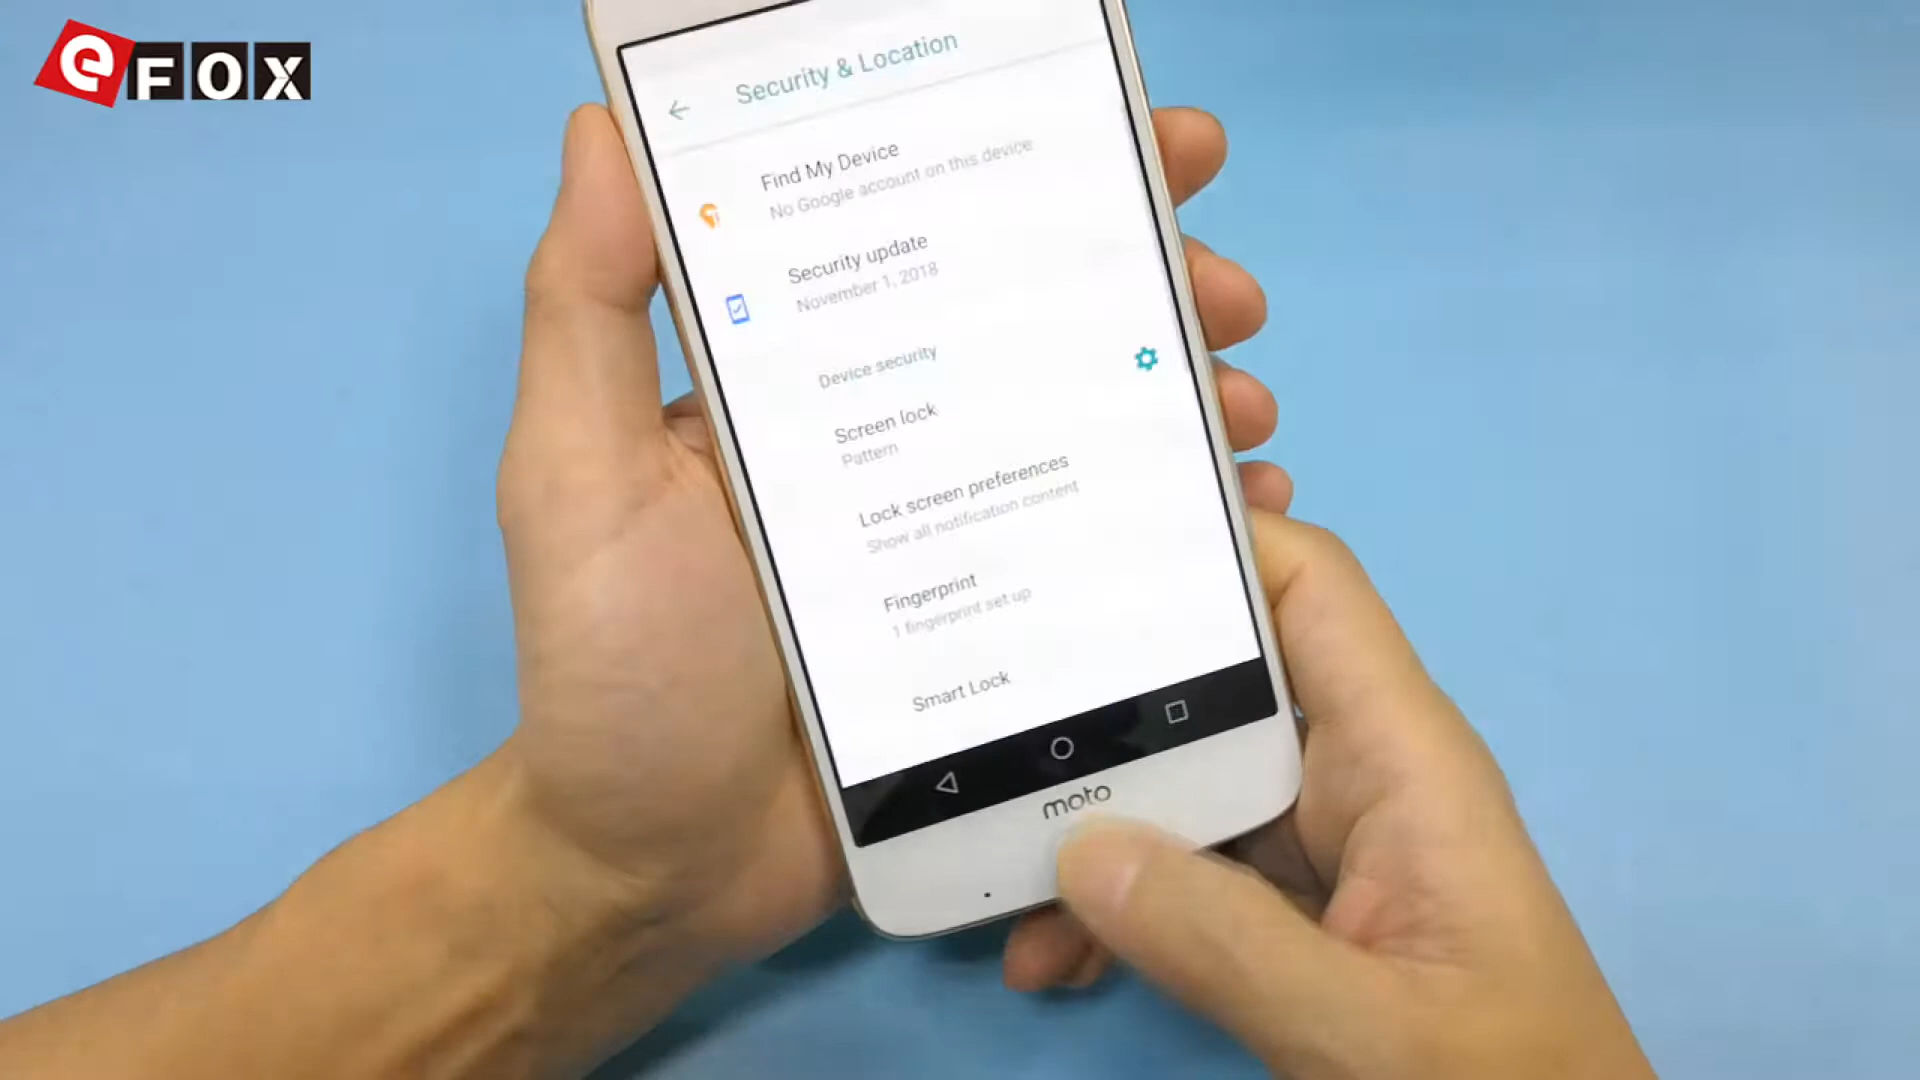 eFOX
Security & Location
Find My Device
No Google account on this device
Security update
November 1, 2018
Device security
Screen lock
Pattern
Lock screen preferences
Show all notification content
Fingerprint
1 fingerprint set up
Smart Lock
moto